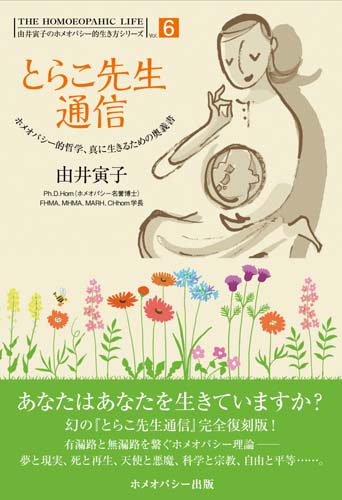 THE HOMOEOPAHIC LIFE
由井寅子のホメオパシー的生き方シリーズ Vol. 6
とらこ先生
通信
ホメオパシー的哲学、真に生きるための奥義書
由井寅子
Ph.D.Hom(ホメオパシー名誉博士)
FHMA, MHMA, MARH, CHhom学長
あなたはあなたを生きていますか?
幻の『とらこ先生通信』完全復刻版!
有漏路と無漏路を繋ぐホメオパシー理論――
夢と現実、死と再生、天使と悪魔、科学と宗教、自由と平等……。
ホメオパシー出版